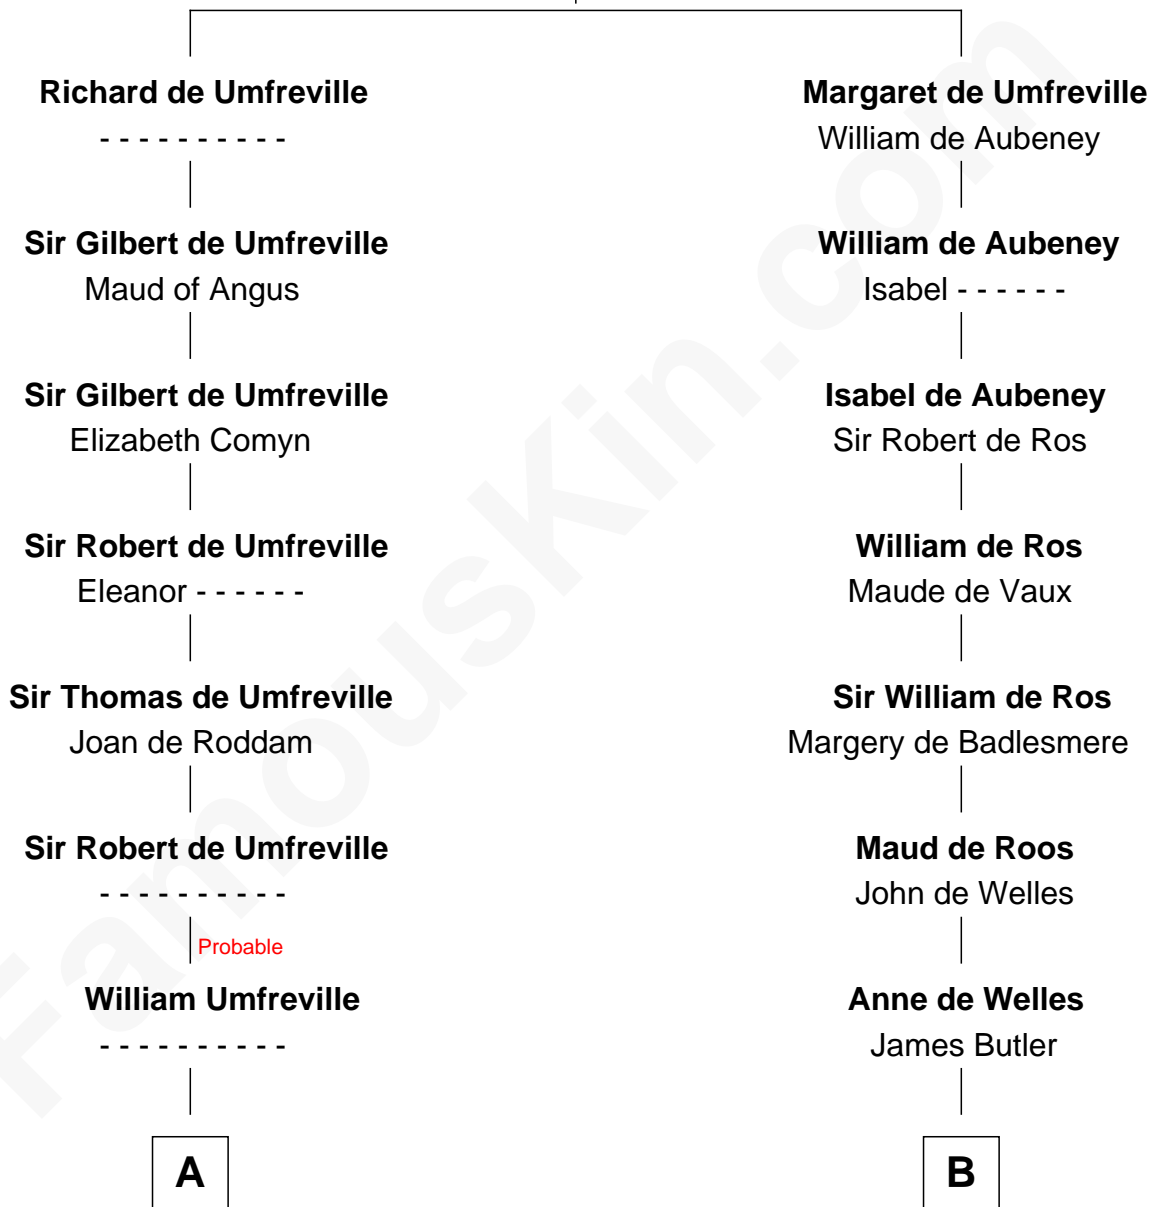 Richard de Umfreville
- - - - - - - - - -
Sir Gilbert de Umfreville
Maud of Angus
Sir Gilbert de Umfreville
Elizabeth Comyn
Sir Robert de Umfreville
Eleanor - - - - - -
Sir Thomas de Umfreville
Joan de Roddam
Sir Robert de Umfreville
- - - - - - - - - -
Probable
William Umfreville
- - - - - - - - - -
A
Margaret de Umfreville
William de Aubeney
William de Aubeney
Isabel - - - - - -
Isabel de Aubeney
Sir Robert de Ros
William de Ros
Maude de Vaux
Sir William de Ros
Margery de Badlesmere
Maud de Roos
John de Welles
Anne de Welles
James Butler
B
FamousKin.com